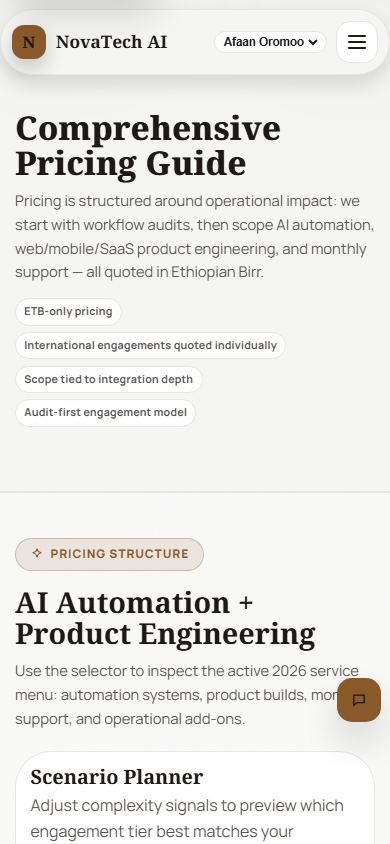 N NovaTech AI Afaan Oromoo
Comprehensive
Pricing Guide
Pricing is structured around operational impact: we
start with workflow audits, then scope AI automation,
web/mobile/SaaS product engineering, and monthly
support — all quoted in Ethiopian Birr.
ETB-only pricing
International engagements quoted individually
Scope tied to integration depth
Audit-first engagement model
PRICING STRUCTURE
AI Automation +
Product Engineering
Use the selector to inspect the active 2026 service
menu: automation systems, product builds,
support, and operational add-ons.
Scenario Planner
Adjust complexity signals to preview which
engagement tier best matches your